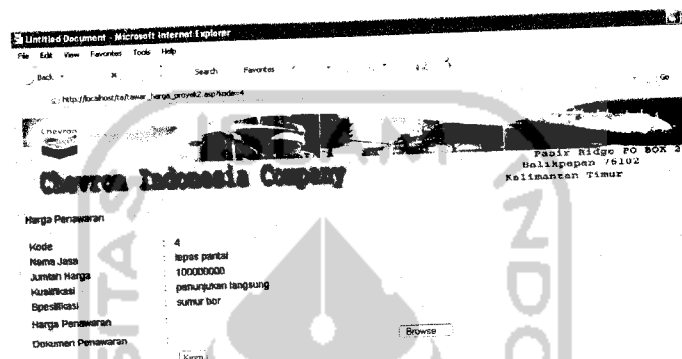 Untitled Document - Microsoft Internet Explorer
File Edit View Favorites Tools Help
Back Search Favorites
Go
http://localhost/ta/tawar_harga_proyek2.asp?kode=4
Chevron
Pasir Ridge PO BOX 2
Balikpapan 76102
Kalimantan Timur
Chevron Indonesia Company
Harga Penawaran
Kode : 4
Nama Jasa : lepas pantai
Jumlah Harga : 100000000
Kualifikasi : penunjukan langsung
Spesifikasi : sumur bor
Harga Penawaran :
Dokumen Penawaran : Browse
Kirim
ISLAM